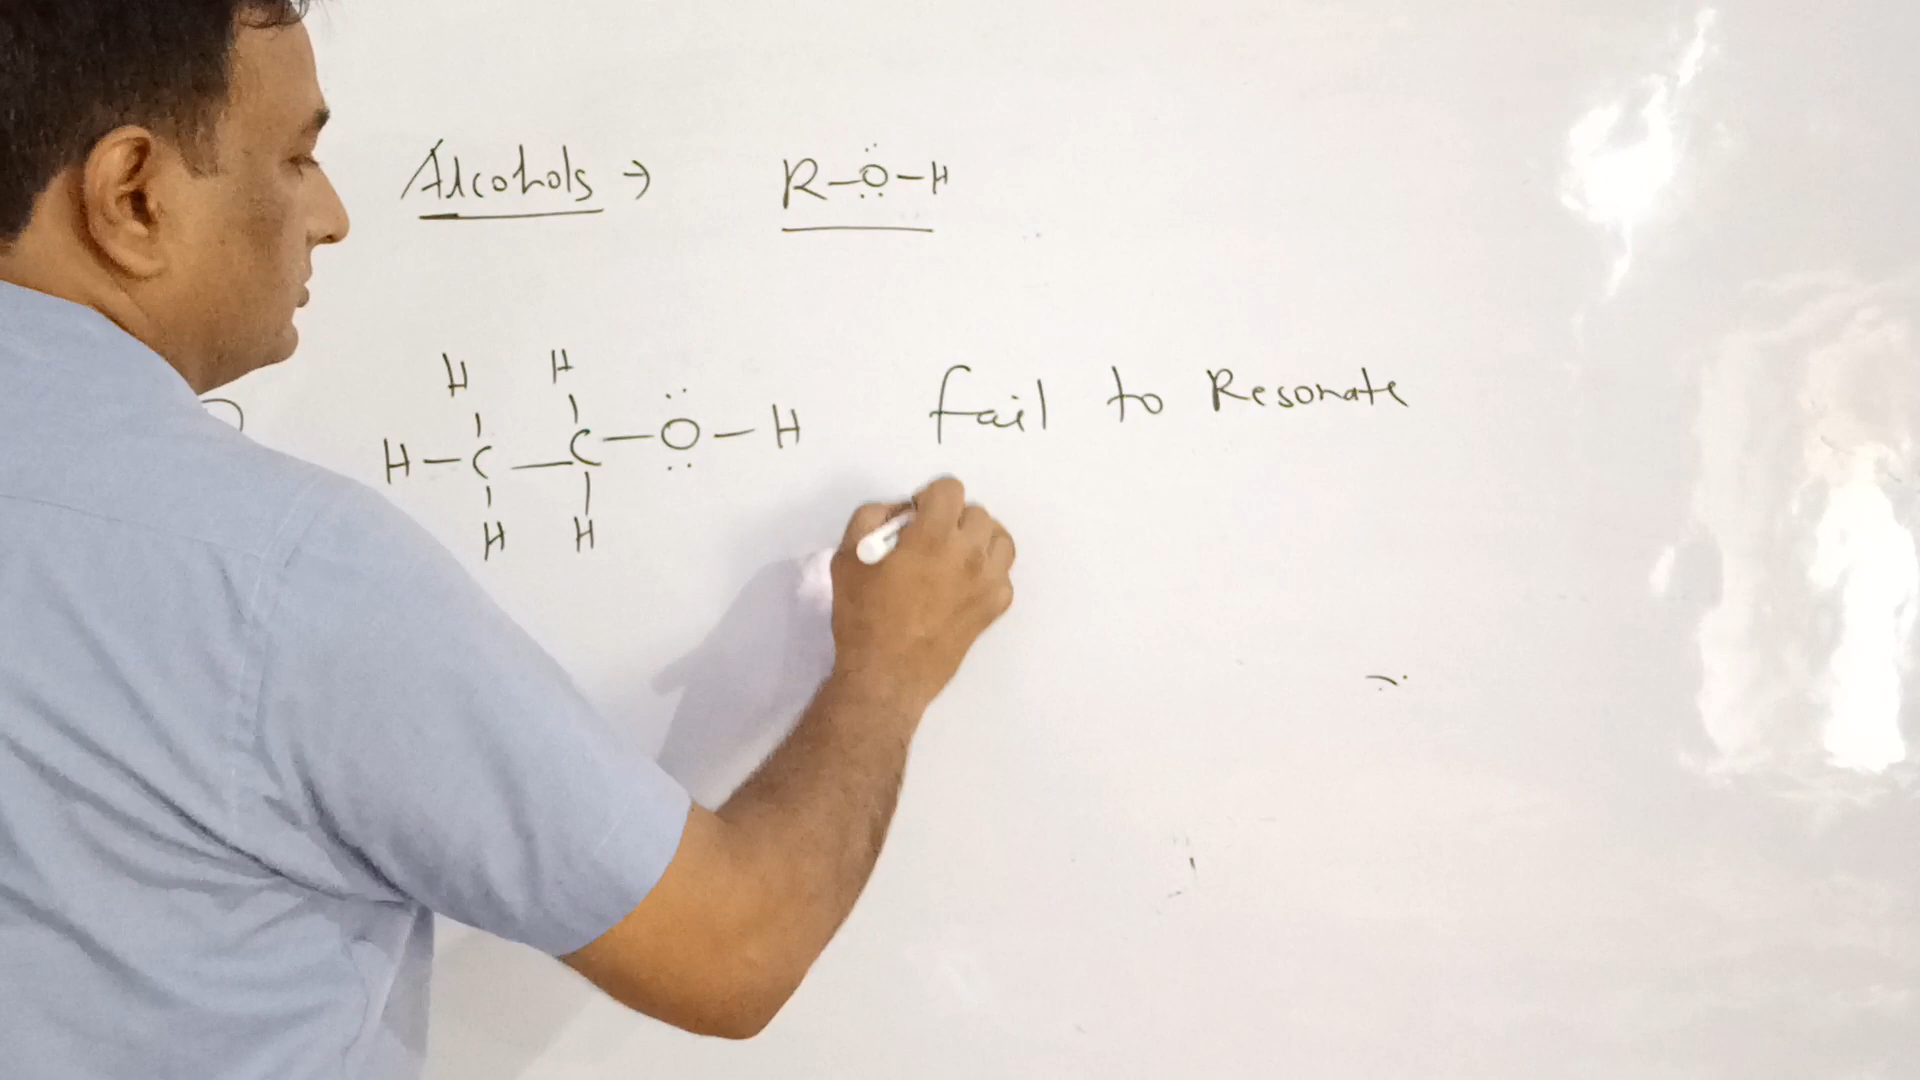 Alcohols → R-Ö-H
H H
H-C-C-O-H fail to Resonate
H H